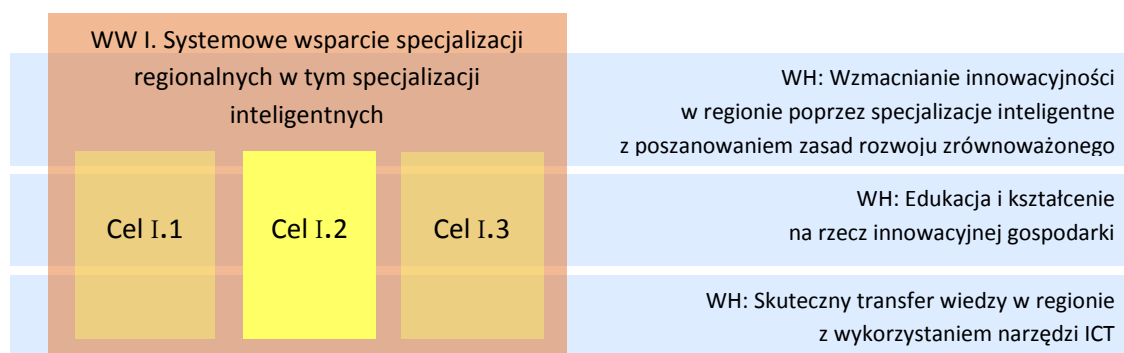 WW I. Systemowe wsparcie specjalizacji
regionalnych w tym specjalizacji
inteligentnych
Cel I.1
Cel I.2
Cel I.3
WH: Wzmacnianie innowacyjności
w regionie poprzez specjalizacje inteligentne
z poszanowaniem zasad rozwoju zrównoważonego
WH: Edukacja i kształcenie
na rzecz innowacyjnej gospodarki
WH: Skuteczny transfer wiedzy w regionie
z wykorzystaniem narzędzi ICT